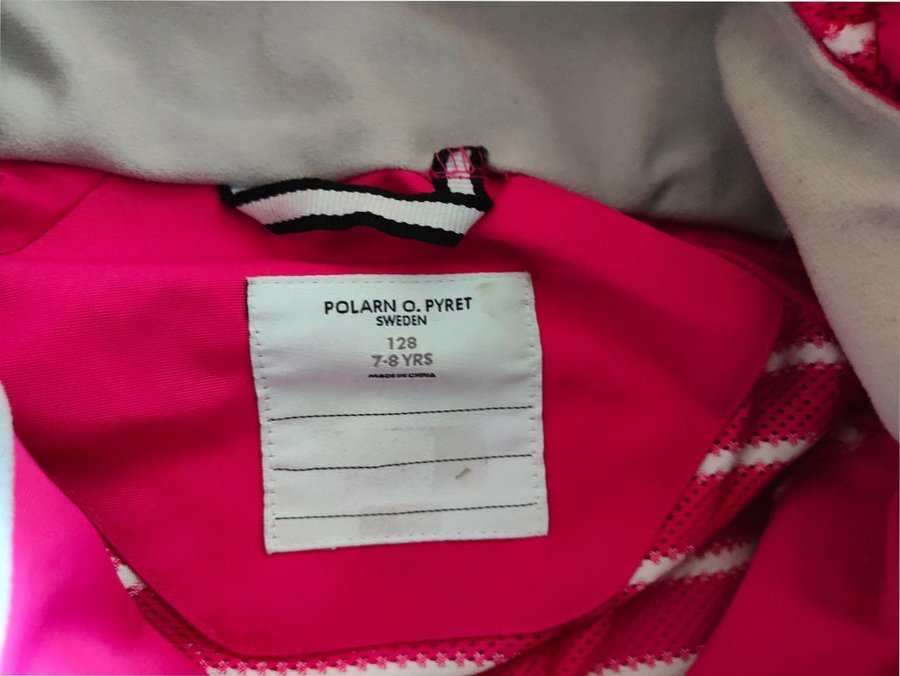 POLARN O. PYRET
SWEDEN
128
7-8 YRS
MADE IN CHINA